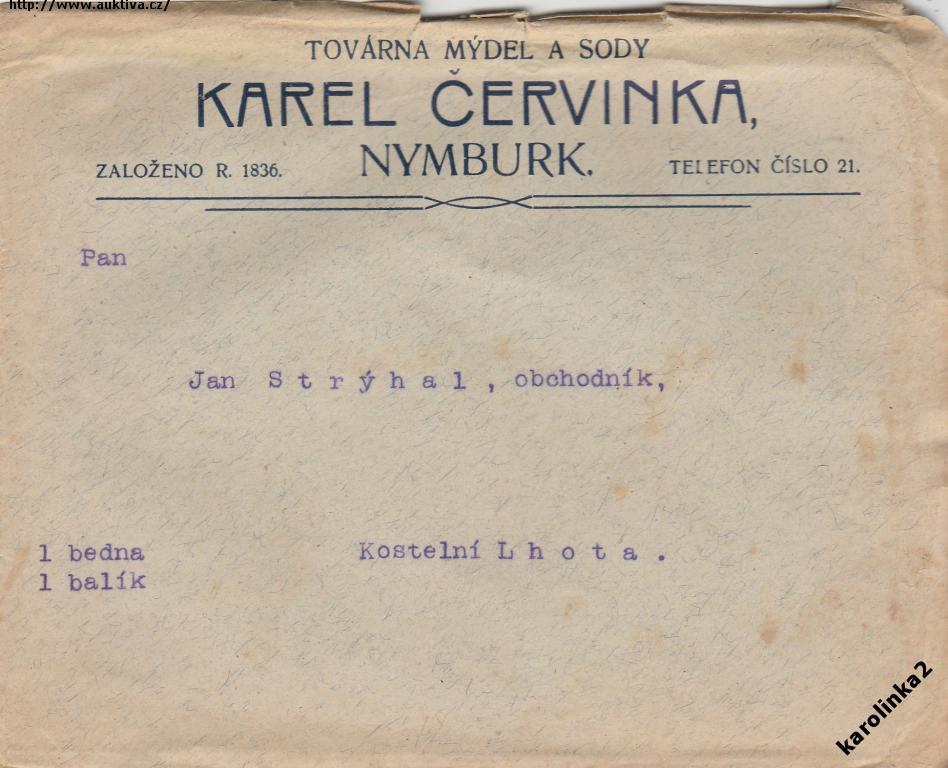 http://www.auktiva.cz/
TOVÁRNA MÝDEL A SODY
KAREL ČERVINKA,
ZALOŽENO R. 1836. NYMBURK. TELEFON ČÍSLO 21.
Pan
Jan S t r ý h a l , obchodník,
1 bedna Kostelní L h o t a .
1 balík
karolinka2